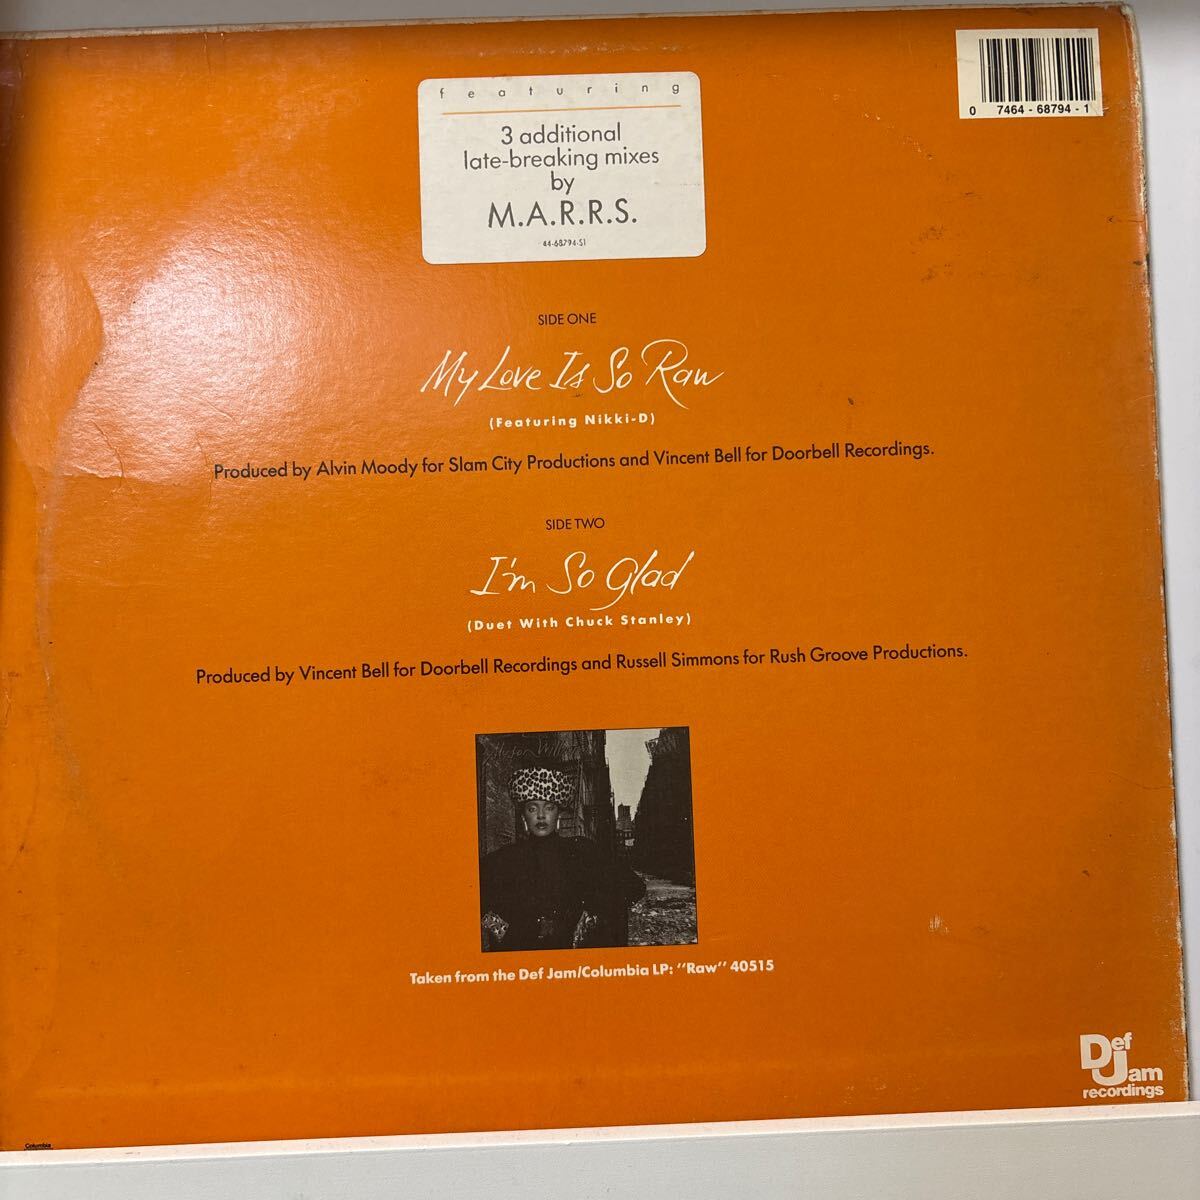 featuring
3 additional
late-breaking mixes
by
M.A.R.R.S.
44-68794-S1
0 7464 - 68794 - 1
SIDE ONE
My Love Is So Raw
(Featuring Nikki-D)
Produced by Alvin Moody for Slam City Productions and Vincent Bell for Doorbell Recordings.
SIDE TWO
I'm So Glad
(Duet With Chuck Stanley)
Produced by Vincent Bell for Doorbell Recordings and Russell Simmons for Rush Groove Productions.
Taken from the Def Jam/Columbia LP: "Raw" 40515
Def
Jam
recordings
Columbia